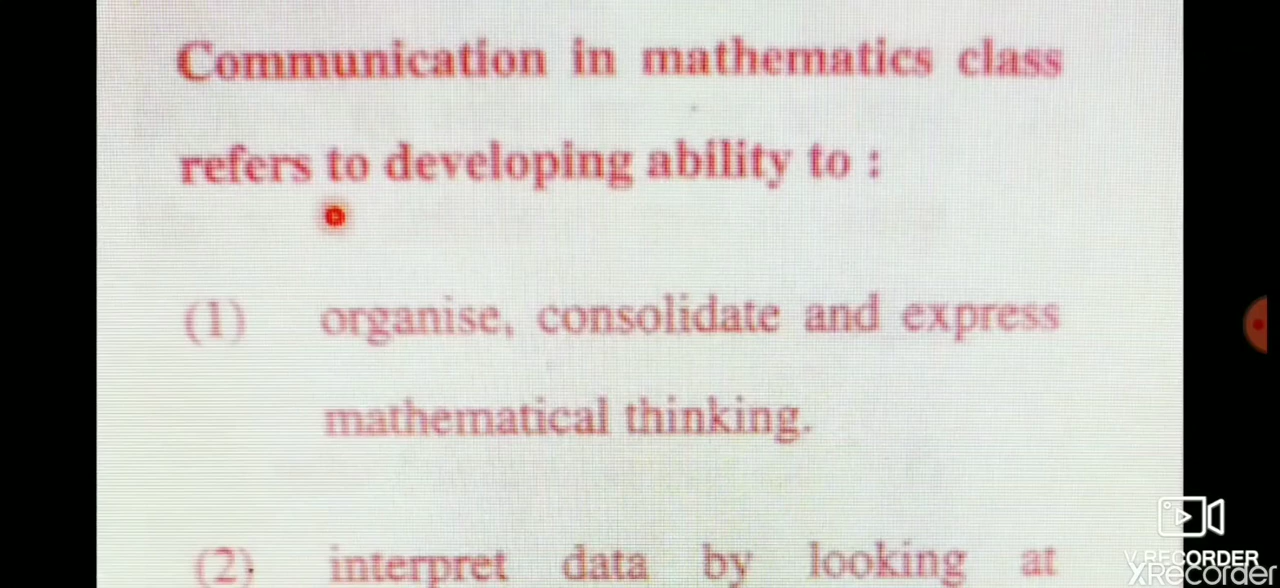 Communication in mathematics class
refers to developing ability to :
(1) organise, consolidate and express
mathematical thinking.
(2) interpret data by looking at
V RECORDER
XRecorder